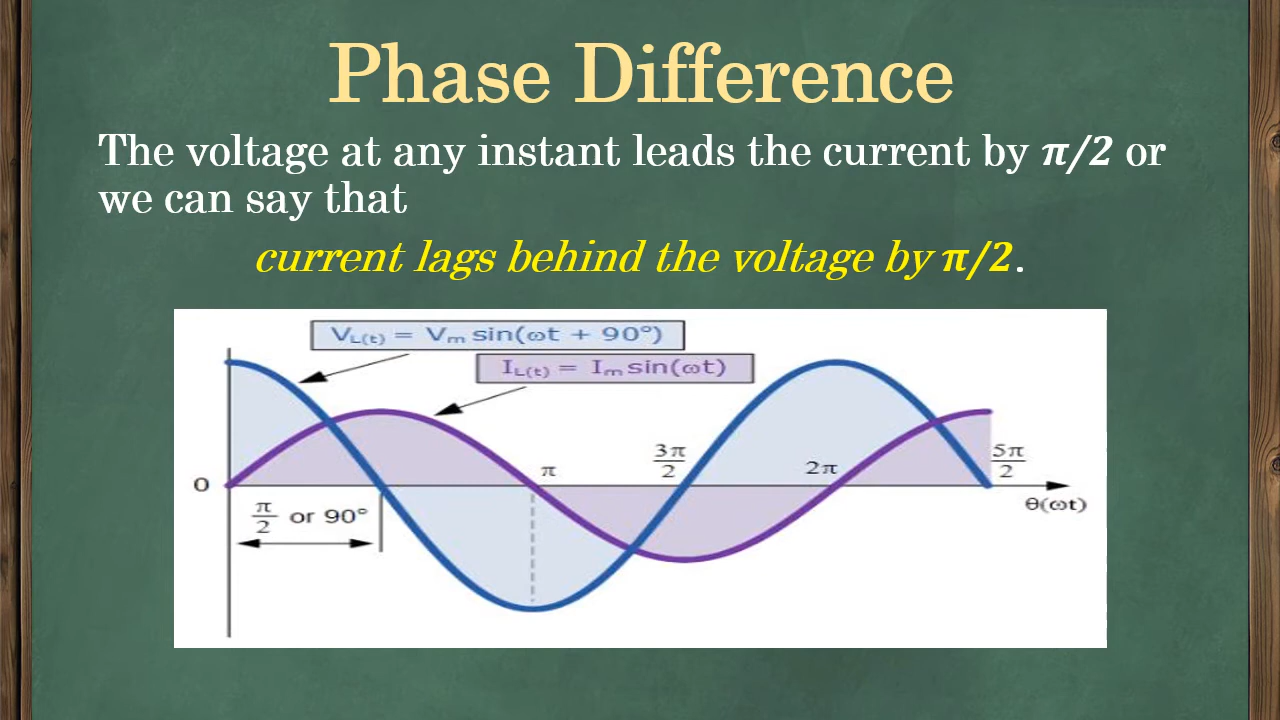 Phase Difference
The voltage at any instant leads the current by π/2 or
we can say that
current lags behind the voltage by π/2.
V_L(t) = V_m sin(ωt + 90°)
I_L(t) = I_m sin(ωt)
3π/2
5π/2
π
2π
0
θ(ωt)
π/2 or 90°